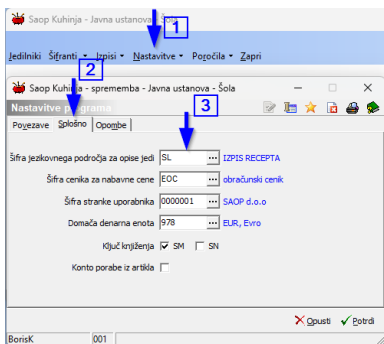 Saop Kuhinja - Javna ustanova - Šola
1
Jedilniki Šifranti Izpisi Nastavitve Poročila Zapri
2
Saop Kuhinja - sprememba - Javna ustanova - Šola
Nastavitve programa
3
Povezave Splošno Opombe
Šifra jezikovnega področja za opise jedi SL ... IZPIS RECEPTA
Šifra cenika za nabavne cene EOC ... obračunski cenik
Šifra stranke uporabnika 0000001 ... SAOP d.o.o
Domača denarna enota 978 ... EUR, Evro
Ključ knjiženja SM SN
Konto porabe iz artikla
Opusti Potrdi
BorisK 001